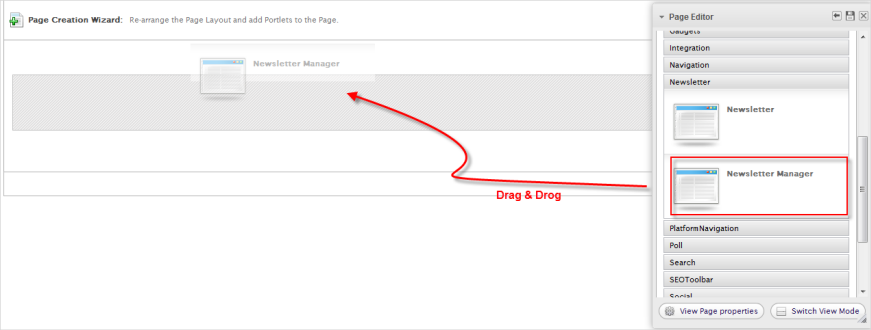 Page Creation Wizard: Re-arrange the Page Layout and add Portlets to the Page.
Newsletter Manager
Drag & Drog
Page Editor
Gadgets
Integration
Navigation
Newsletter
Newsletter
Newsletter Manager
PlatformNavigation
Poll
Search
SEOToolbar
Social
View Page properties
Switch View Mode